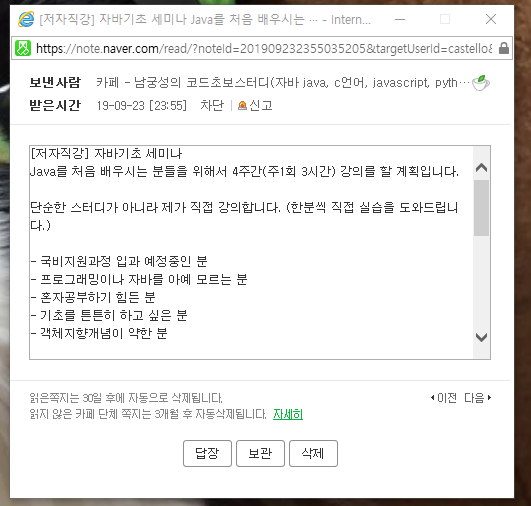 [저자직강] 자바기초 세미나 Java를 처음 배우시는 ··· - Intern...
https://note.naver.com/read/?noteId=201909232355035205&targetUserId=castello&
보낸사람 카페 - 남궁성의 코드초보스터디(자바 java, c언어, javascript, pyth···
받은시간 19-09-23 [23:55] 차단 | 신고
[저자직강] 자바기초 세미나
Java를 처음 배우시는 분들을 위해서 4주간(주1회 3시간) 강의를 할 계획입니다.
단순한 스터디가 아니라 제가 직접 강의합니다. (한분씩 직접 실습을 도와드립니
다.)
- 국비지원과정 입과 예정중인 분
- 프로그래밍이나 자바를 아예 모르는 분
- 혼자공부하기 힘든 분
- 기초를 튼튼히 하고 싶은 분
- 객체지향개념이 약한 분
읽은쪽지는 30일 후에 자동으로 삭제됩니다. 이전 다음
읽지 않은 카페 단체 쪽지는 3개월 후 자동삭제됩니다. 자세히
답장 보관 삭제